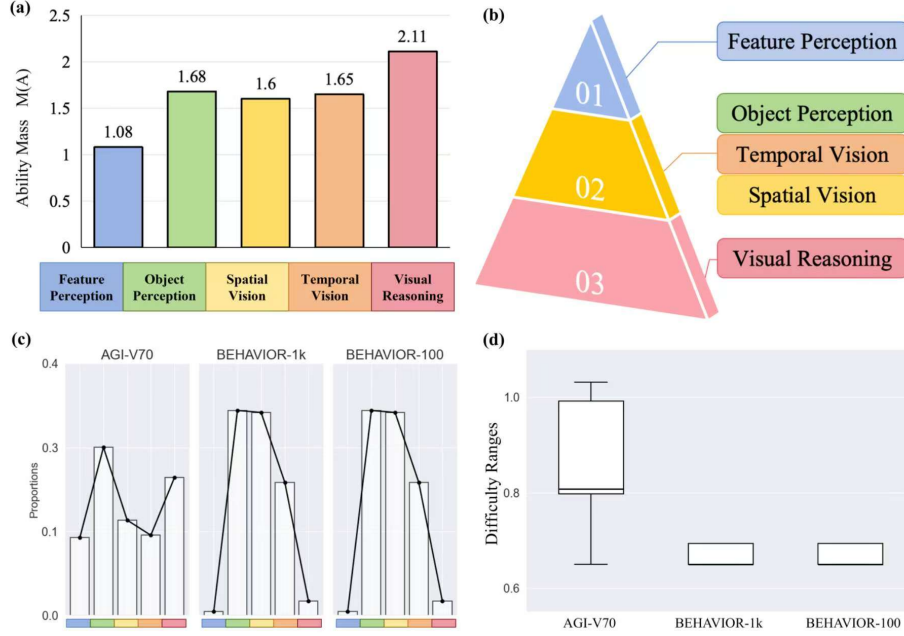 (a)
2.5
2
1.5
1
0.5
0
Ability Mass M(A)
1.08
1.68
1.6
1.65
2.11
Feature
Perception
Object
Perception
Spatial
Vision
Temporal
Vision
Visual
Reasoning
(b)
01
02
03
Feature Perception
Object Perception
Temporal Vision
Spatial Vision
Visual Reasoning
(c)
AGI-V70
BEHAVIOR-1k
BEHAVIOR-100
0.4
0.3
0.1
0.0
Proportions
(d)
1.0
0.8
0.6
Difficulty Ranges
AGI-V70
BEHAVIOR-1k
BEHAVIOR-100